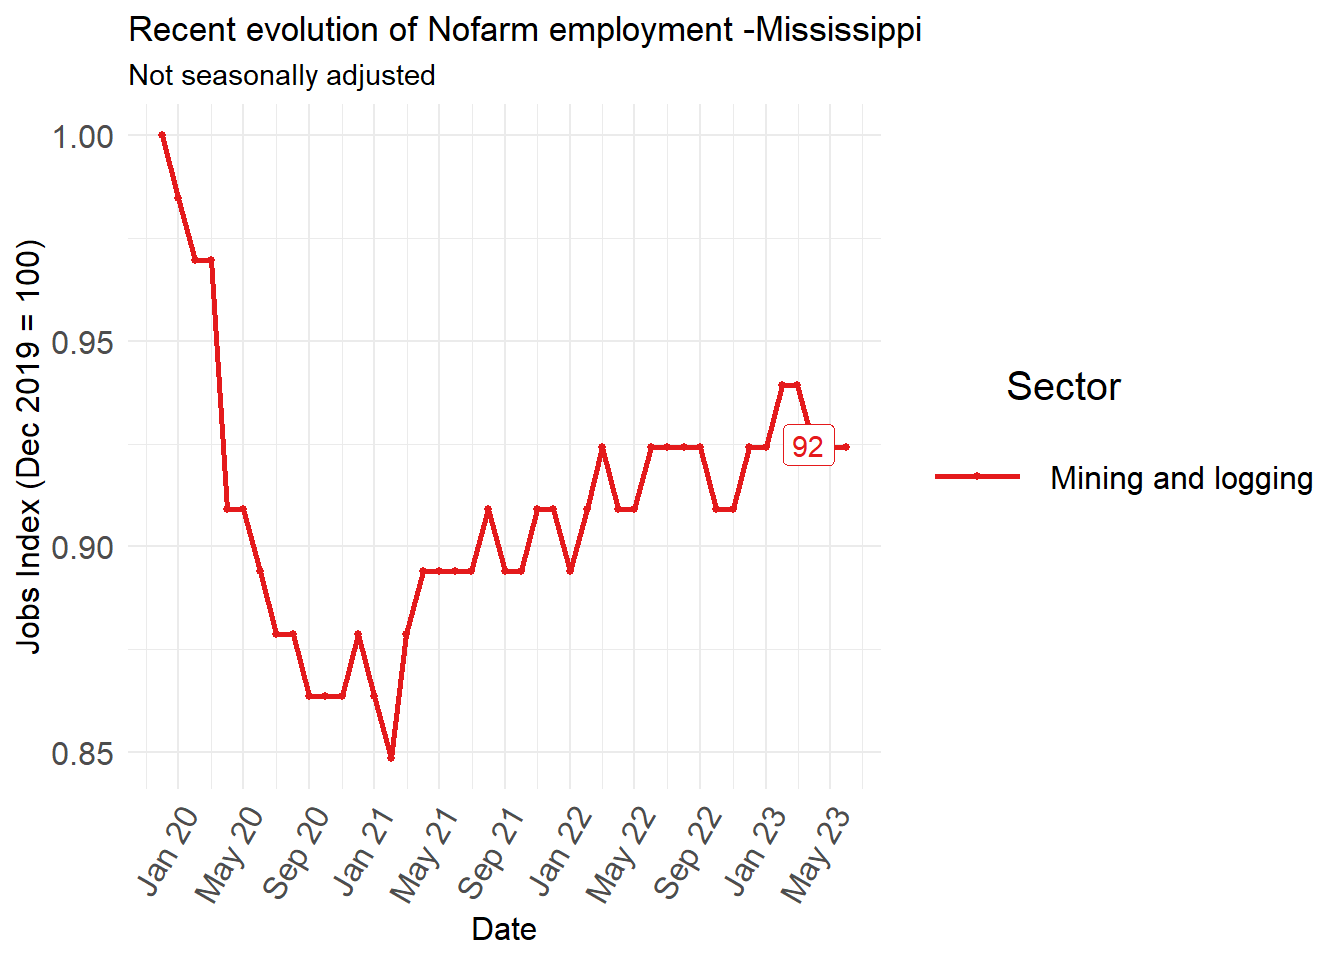 Recent evolution of Nofarm employment -Mississippi
Not seasonally adjusted
1.00
0.95
0.90
0.85
Jobs Index (Dec 2019 = 100)
92
Jan 20
May 20
Sep 20
Jan 21
May 21
Sep 21
Jan 22
May 22
Sep 22
Jan 23
May 23
Date
Sector
Mining and logging